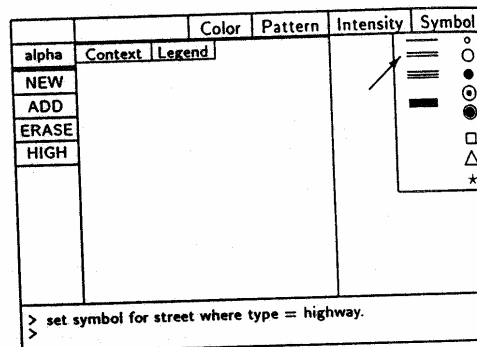 Color Pattern Intensity Symbol
alpha Context Legend
NEW
ADD
ERASE
HIGH
> set symbol for street where type = highway.
>